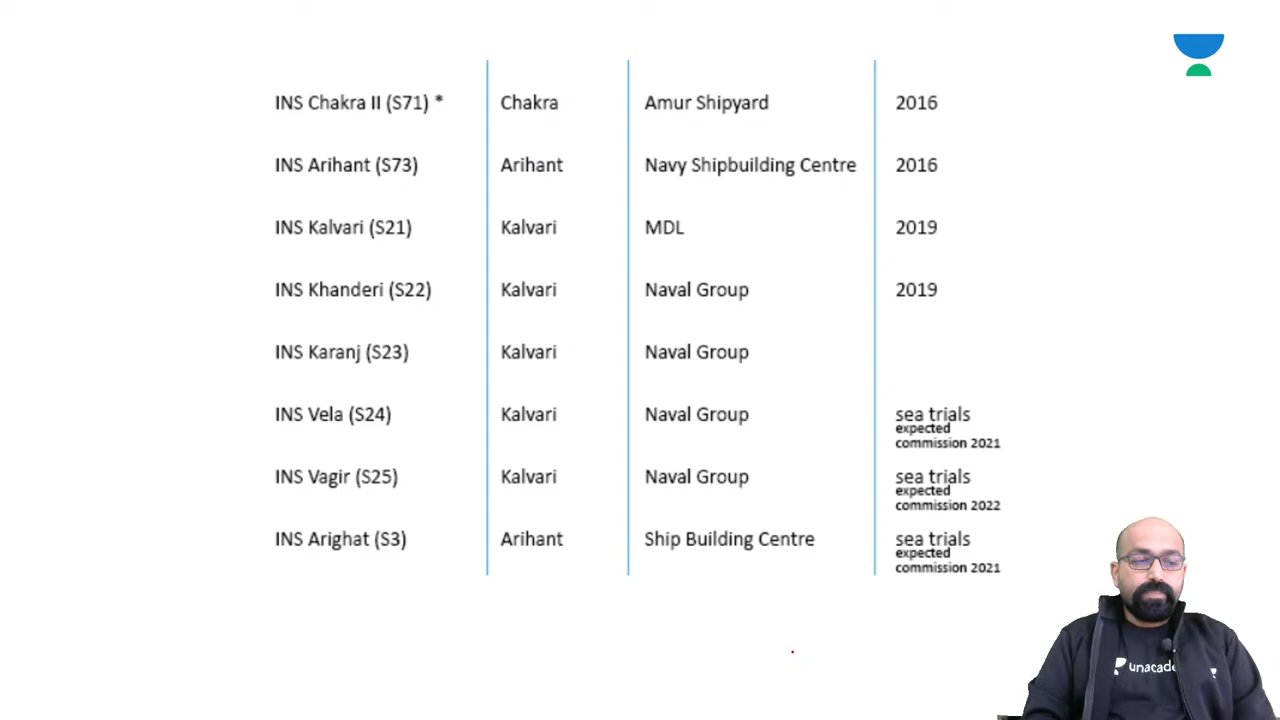 INS Chakra II (S71) * Chakra Amur Shipyard 2016
INS Arihant (S73) Arihant Navy Shipbuilding Centre 2016
INS Kalvari (S21) Kalvari MDL 2019
INS Khanderi (S22) Kalvari Naval Group 2019
INS Karanj (S23) Kalvari Naval Group
INS Vela (S24) Kalvari Naval Group sea trials
expected
commission 2021
INS Vagir (S25) Kalvari Naval Group sea trials
expected
commission 2022
INS Arighat (S3) Arihant Ship Building Centre sea trials
expected
commission 2021
unacade